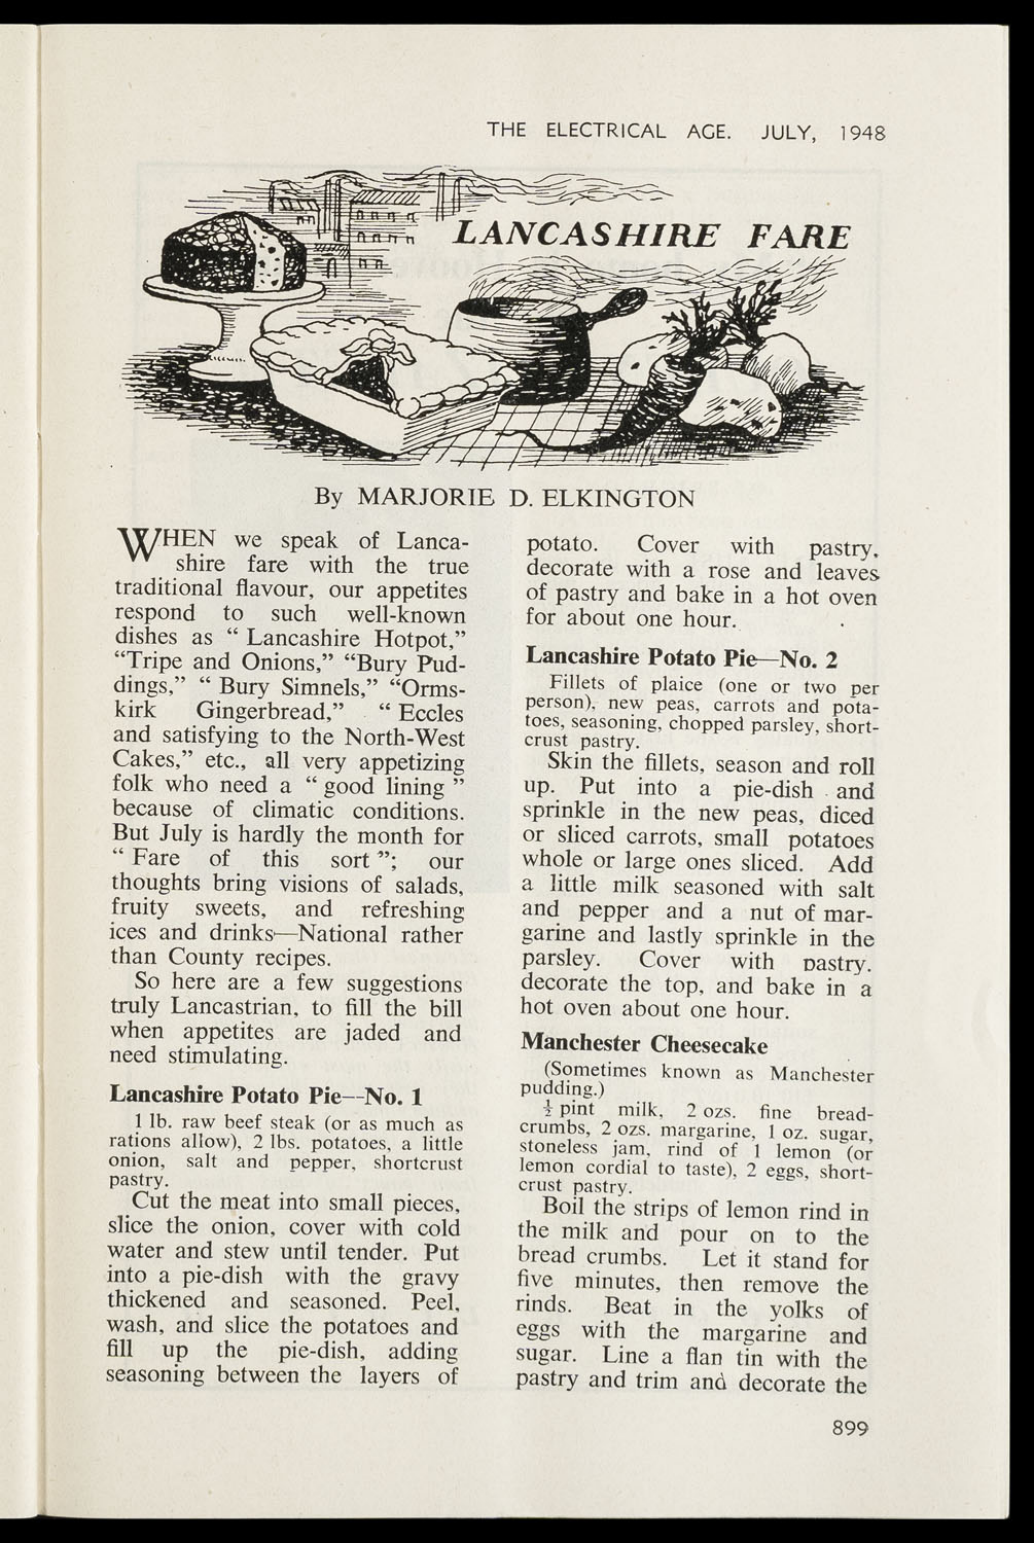 THE ELECTRICAL AGE. JULY, 1948
LANCASHIRE FARE
By MARJORIE D. ELKINGTON
WHEN we speak of Lanca-
shire fare with the true
traditional flavour, our appetites
respond to such well-known
dishes as “ Lancashire Hotpot,”
“Tripe and Onions,” “Bury Pud-
dings,” “ Bury Simnels,” “Orms-
kirk Gingerbread,” “ Eccles
and satisfying to the North-West
Cakes,” etc., all very appetizing
folk who need a “ good lining ”
because of climatic conditions.
But July is hardly the month for
“ Fare of this sort ”; our
thoughts bring visions of salads,
fruity sweets, and refreshing
ices and drinks—National rather
than County recipes.
So here are a few suggestions
truly Lancastrian, to fill the bill
when appetites are jaded and
need stimulating.
Lancashire Potato Pie—No. 1
1 lb. raw beef steak (or as much as
rations allow), 2 lbs. potatoes, a little
onion, salt and pepper, shortcrust
pastry.
Cut the meat into small pieces,
slice the onion, cover with cold
water and stew until tender. Put
into a pie-dish with the gravy
thickened and seasoned. Peel,
wash, and slice the potatoes and
fill up the pie-dish, adding
seasoning between the layers of
potato. Cover with pastry,
decorate with a rose and leaves
of pastry and bake in a hot oven
for about one hour.
Lancashire Potato Pie—No. 2
Fillets of plaice (one or two per
person), new peas, carrots and pota-
toes, seasoning, chopped parsley, short-
crust pastry.
Skin the fillets, season and roll
up. Put into a pie-dish and
sprinkle in the new peas, diced
or sliced carrots, small potatoes
whole or large ones sliced. Add
a little milk seasoned with salt
and pepper and a nut of mar-
garine and lastly sprinkle in the
parsley. Cover with pastry.
decorate the top, and bake in a
hot oven about one hour.
Manchester Cheesecake
(Sometimes known as Manchester
pudding.)
½ pint milk, 2 ozs. fine bread-
crumbs, 2 ozs. margarine, 1 oz. sugar,
stoneless jam, rind of 1 lemon (or
lemon cordial to taste), 2 eggs, short-
crust pastry.
Boil the strips of lemon rind in
the milk and pour on to the
bread crumbs. Let it stand for
five minutes, then remove the
rinds. Beat in the yolks of
eggs with the margarine and
sugar. Line a flan tin with the
pastry and trim and decorate the
899